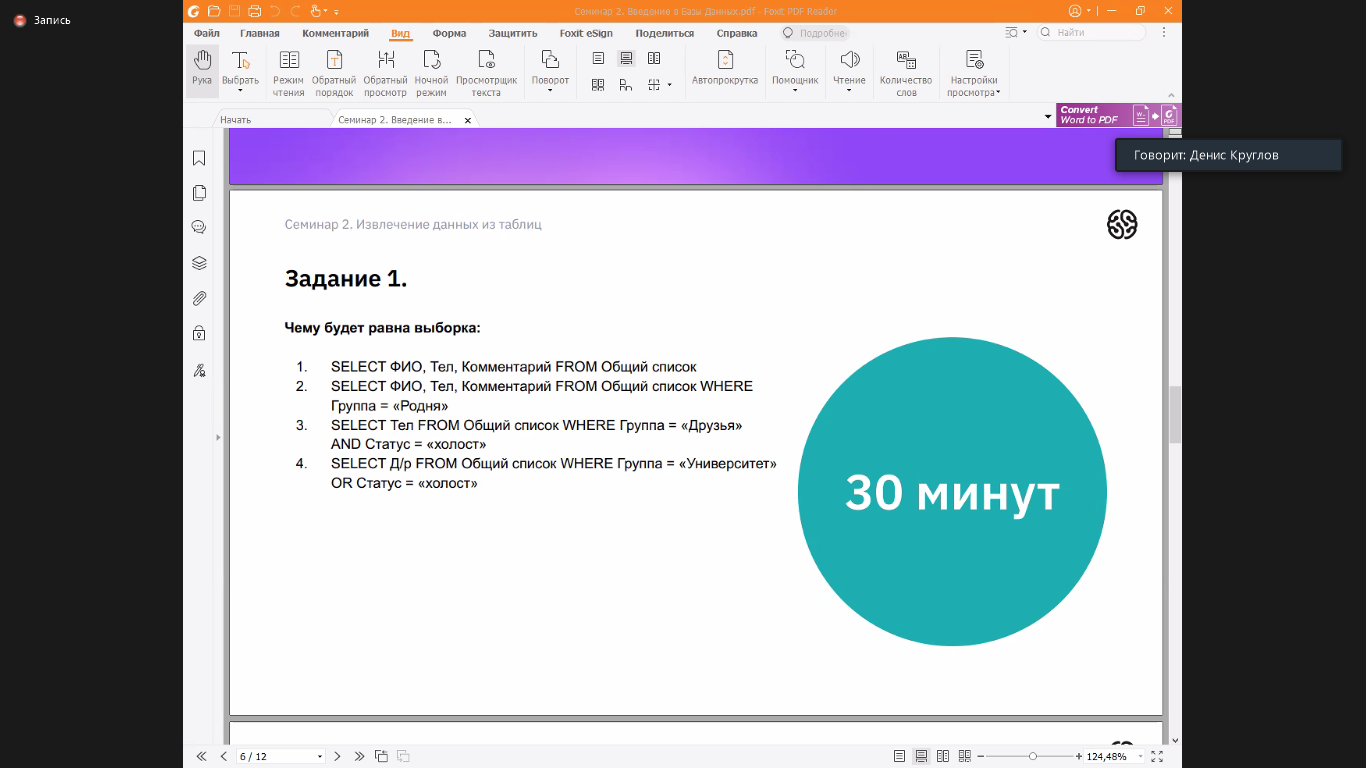 Запись
Семинар 2. Введение в Базы Данных.pdf - Foxit PDF Reader
Файл Главная Комментарий Вид Форма Защитить Foxit eSign Поделиться Справка Подробне Найти
Рука
Выбрать
Режим чтения
Обратный порядок
Обратный просмотр
Ночной режим
Просмотрщик текста
Поворот
Автопрокрутка
Помощник
Чтение
Количество слов
Настройки просмотра
Начать
Семинар 2. Введение в...
Convert
Word to PDF
Говорит: Денис Круглов
Семинар 2. Извлечение данных из таблиц
Задание 1.
Чему будет равна выборка:
1. SELECT ФИО, Тел, Комментарий FROM Общий список
2. SELECT ФИО, Тел, Комментарий FROM Общий список WHERE
Группа = «Родня»
3. SELECT Тел FROM Общий список WHERE Группа = «Друзья»
AND Статус = «холост»
4. SELECT Д/р FROM Общий список WHERE Группа = «Университет»
OR Статус = «холост»
30 минут
6 / 12
124,48%